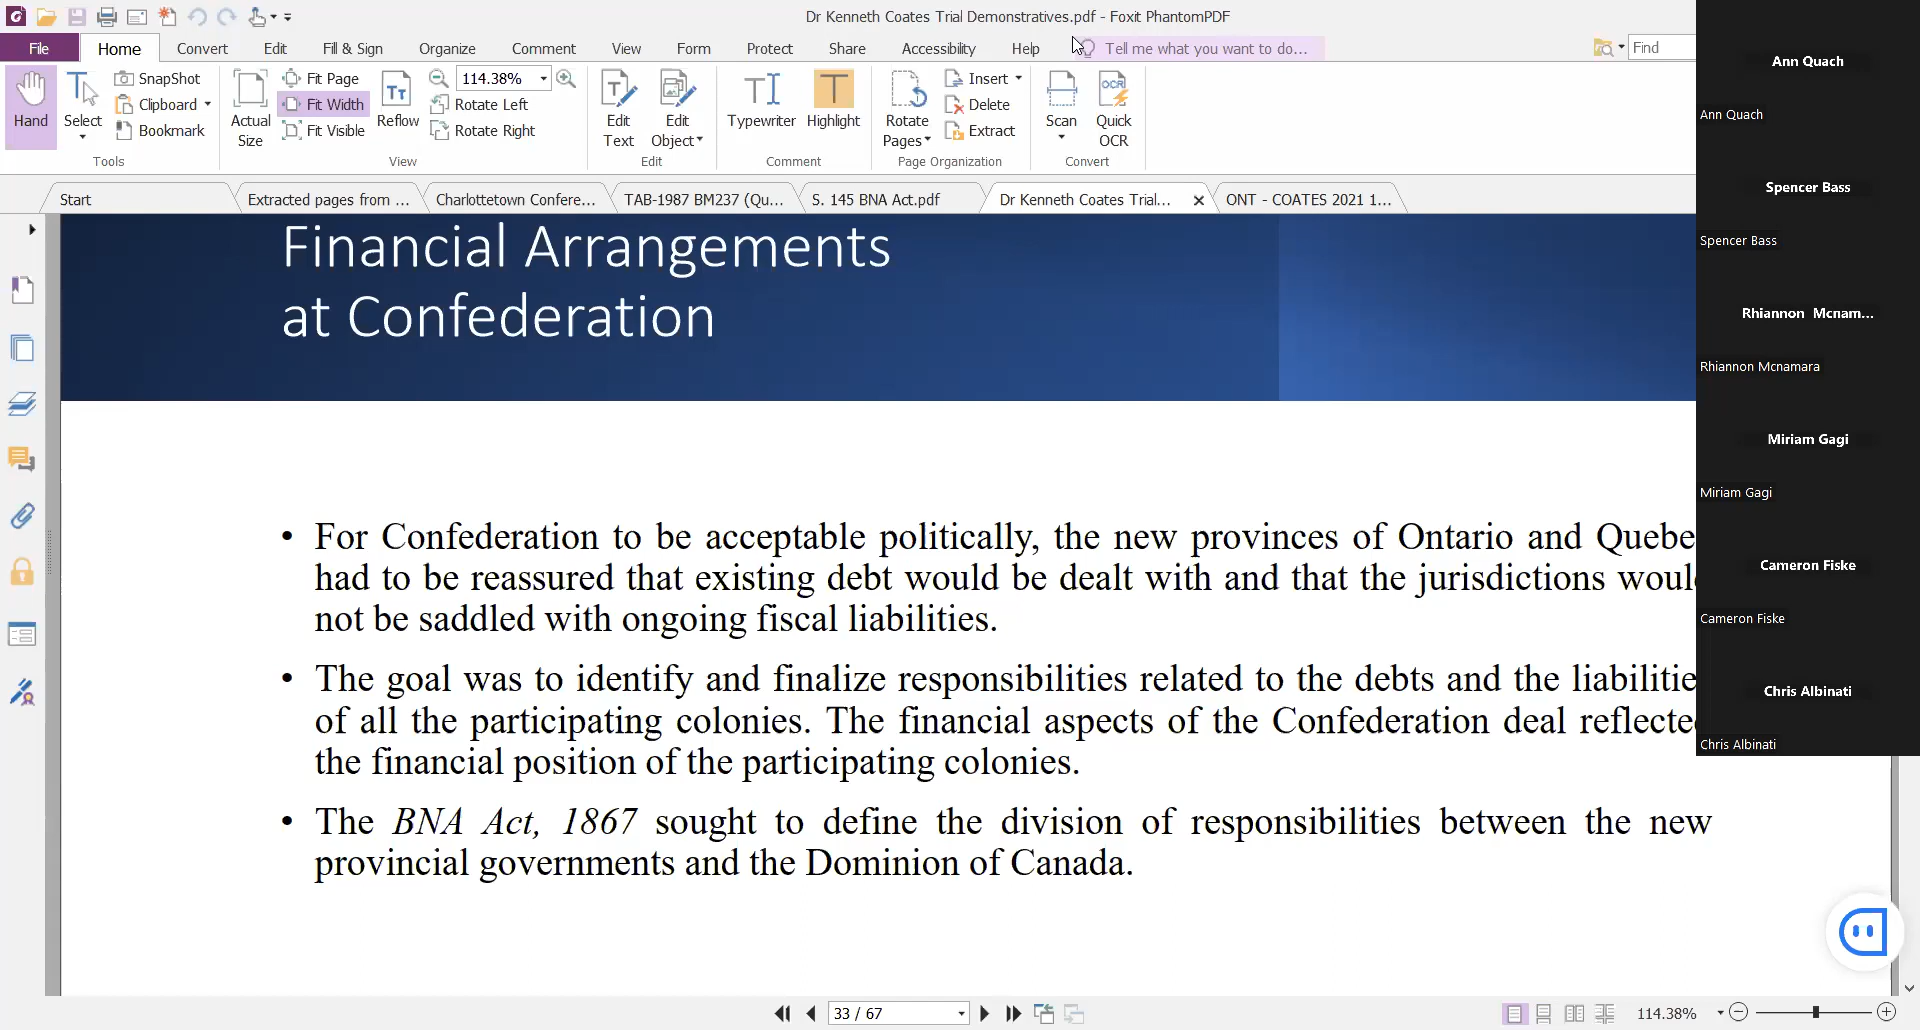 Dr Kenneth Coates Trial Demonstratives.pdf - Foxit PhantomPDF
File Home Convert Edit Fill & Sign Organize Comment View Form Protect Share Accessibility Help Tell me what you want to do... Find
Hand
Select
SnapShot
Clipboard
Bookmark
Tools
Actual Size
Fit Page
Fit Width
Fit Visible
Reflow
114.38%
Rotate Left
Rotate Right
View
Edit Text
Edit Object
Edit
Typewriter
Highlight
Comment
Rotate Pages
Insert
Delete
Extract
Page Organization
Scan
OCR
Quick OCR
Convert
Start
Extracted pages from ...
Charlottetown Confere...
TAB-1987 BM237 (Qu...
S. 145 BNA Act.pdf
Dr Kenneth Coates Trial...
ONT - COATES 2021 1...
Financial Arrangements
at Confederation
• For Confederation to be acceptable politically, the new provinces of Ontario and Quebe
had to be reassured that existing debt would be dealt with and that the jurisdictions woul
not be saddled with ongoing fiscal liabilities.
• The goal was to identify and finalize responsibilities related to the debts and the liabilitie
of all the participating colonies. The financial aspects of the Confederation deal reflecte
the financial position of the participating colonies.
• The BNA Act, 1867 sought to define the division of responsibilities between the new
provincial governments and the Dominion of Canada.
Ann Quach
Ann Quach
Spencer Bass
Spencer Bass
Rhiannon Mcnam...
Rhiannon Mcnamara
Miriam Gagi
Miriam Gagi
Cameron Fiske
Cameron Fiske
Chris Albinati
Chris Albinati
33 / 67
114.38%